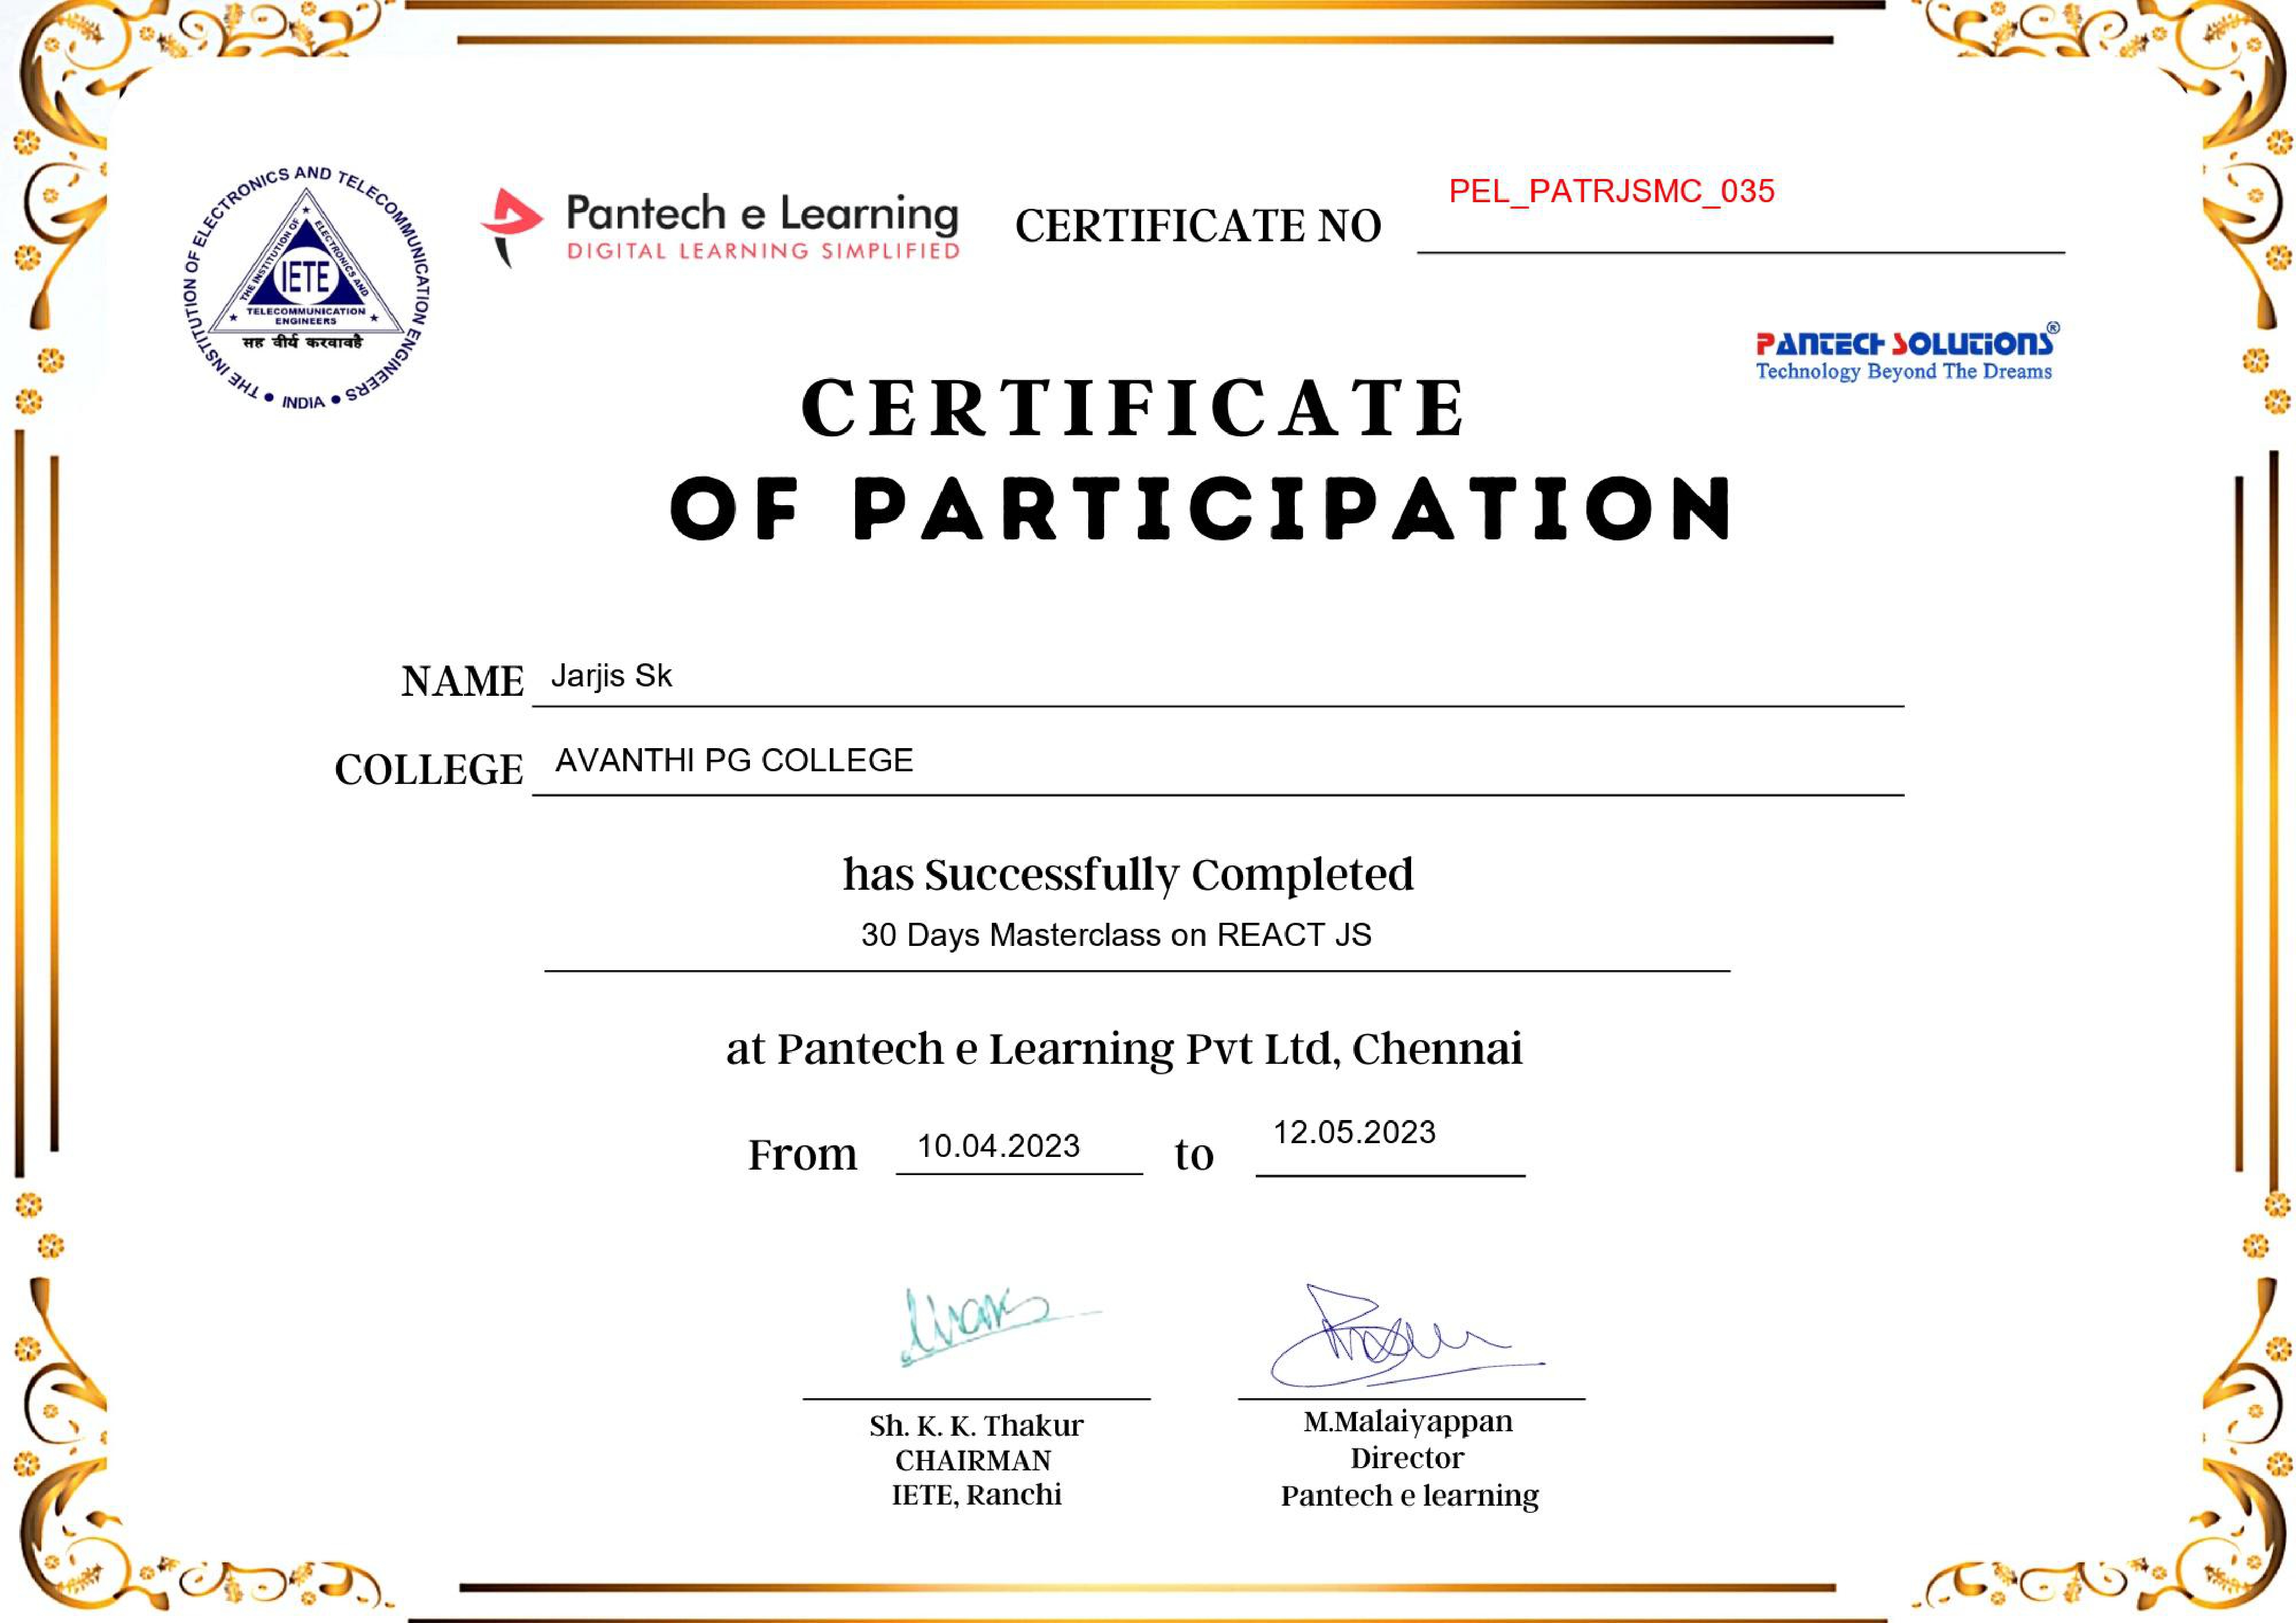 THE INSTITUTION OF ELECTRONICS AND TELECOMMUNICATION ENGINEERS
INDIA
THE INSTITUTION OF
ELECTRONICS AND
IETE
TELECOMMUNICATION
ENGINEERS
सह वीर्य करवावहै
Pantech e Learning
DIGITAL LEARNING SIMPLIFIED
CERTIFICATE NO PEL_PATRJSMC_035
PANTECH SOLUTIONS®
Technology Beyond The Dreams
CERTIFICATE
OF PARTICIPATION
NAME Jarjis Sk
COLLEGE AVANTHI PG COLLEGE
has Successfully Completed
30 Days Masterclass on REACT JS
at Pantech e Learning Pvt Ltd, Chennai
From 10.04.2023 to 12.05.2023
Sh. K. K. Thakur
CHAIRMAN
IETE, Ranchi
M.Malaiyappan
Director
Pantech e learning